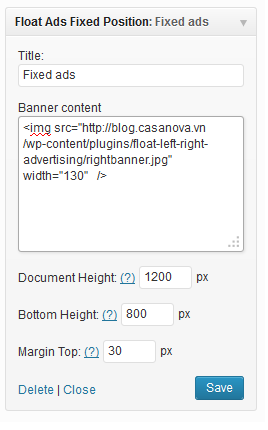 Float Ads Fixed Position: Fixed ads
Title:
Fixed ads
Banner content
<img src="http://blog.casanova.vn
/wp-content/plugins/float-left-right-
advertising/rightbanner.jpg"
width="130"   />
Document Height: (?) 1200 px
Bottom Height: (?) 800 px
Margin Top: (?) 30 px
Delete | Close Save